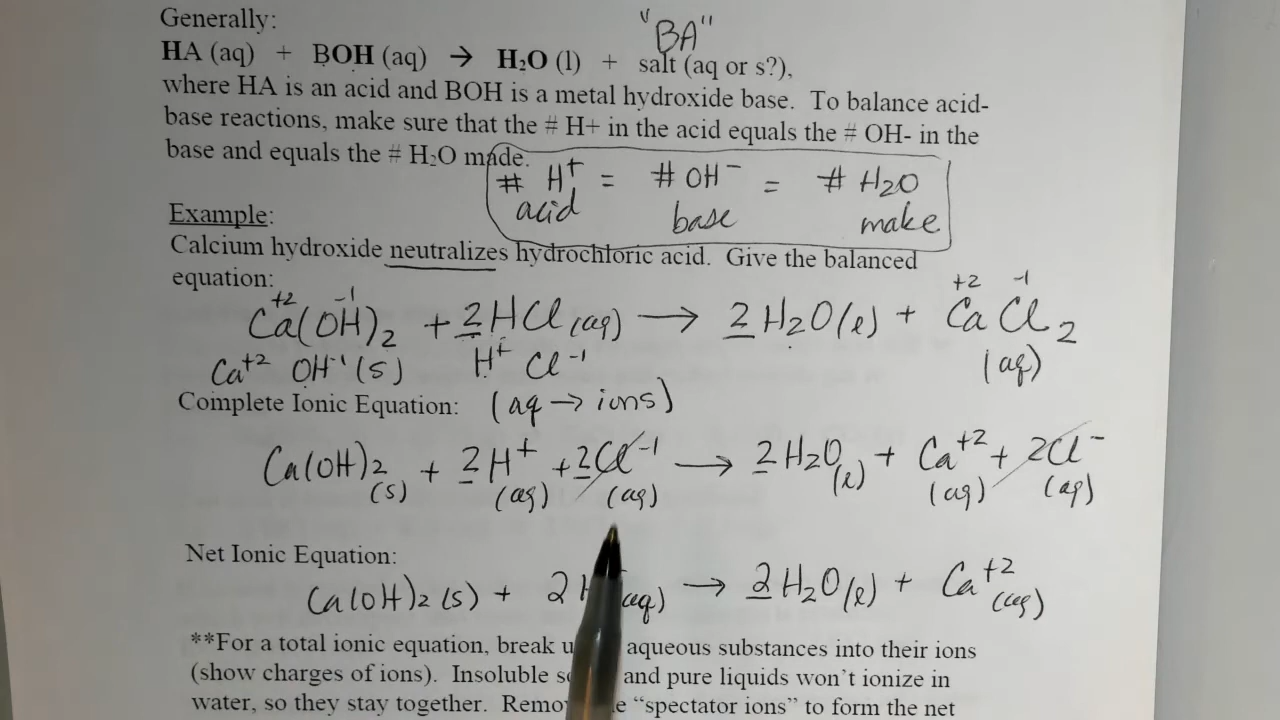 Generally:
"BA"
HA (aq) + BOH (aq) → H₂O (l) + salt (aq or s?),
where HA is an acid and BOH is a metal hydroxide base. To balance acid-
base reactions, make sure that the # H+ in the acid equals the # OH- in the
base and equals the # H₂O made.
# H⁺ = # OH⁻ = # H₂O
acid base make
Example:
Calcium hydroxide neutralizes hydrochloric acid. Give the balanced
equation:
+2 -1 +2 -1
Ca(OH)₂ + 2HCl (aq) → 2H₂O(l) + CaCl₂
Ca⁺² OH⁻¹ (s) H⁺ Cl⁻¹ (aq)
Complete Ionic Equation: (aq → ions)
Ca(OH)₂ + 2H⁺ + 2Cl⁻¹ → 2H₂O (l) + Ca⁺² + 2Cl⁻
(s) (aq) (aq) (aq) (aq)
Net Ionic Equation:
Ca(OH)₂ (s) + 2H aq) → 2H₂O(l) + Ca⁺² (aq)
**For a total ionic equation, break u aqueous substances into their ions
(show charges of ions). Insoluble and pure liquids won't ionize in
water, so they stay together. "spectator ions" to form the net